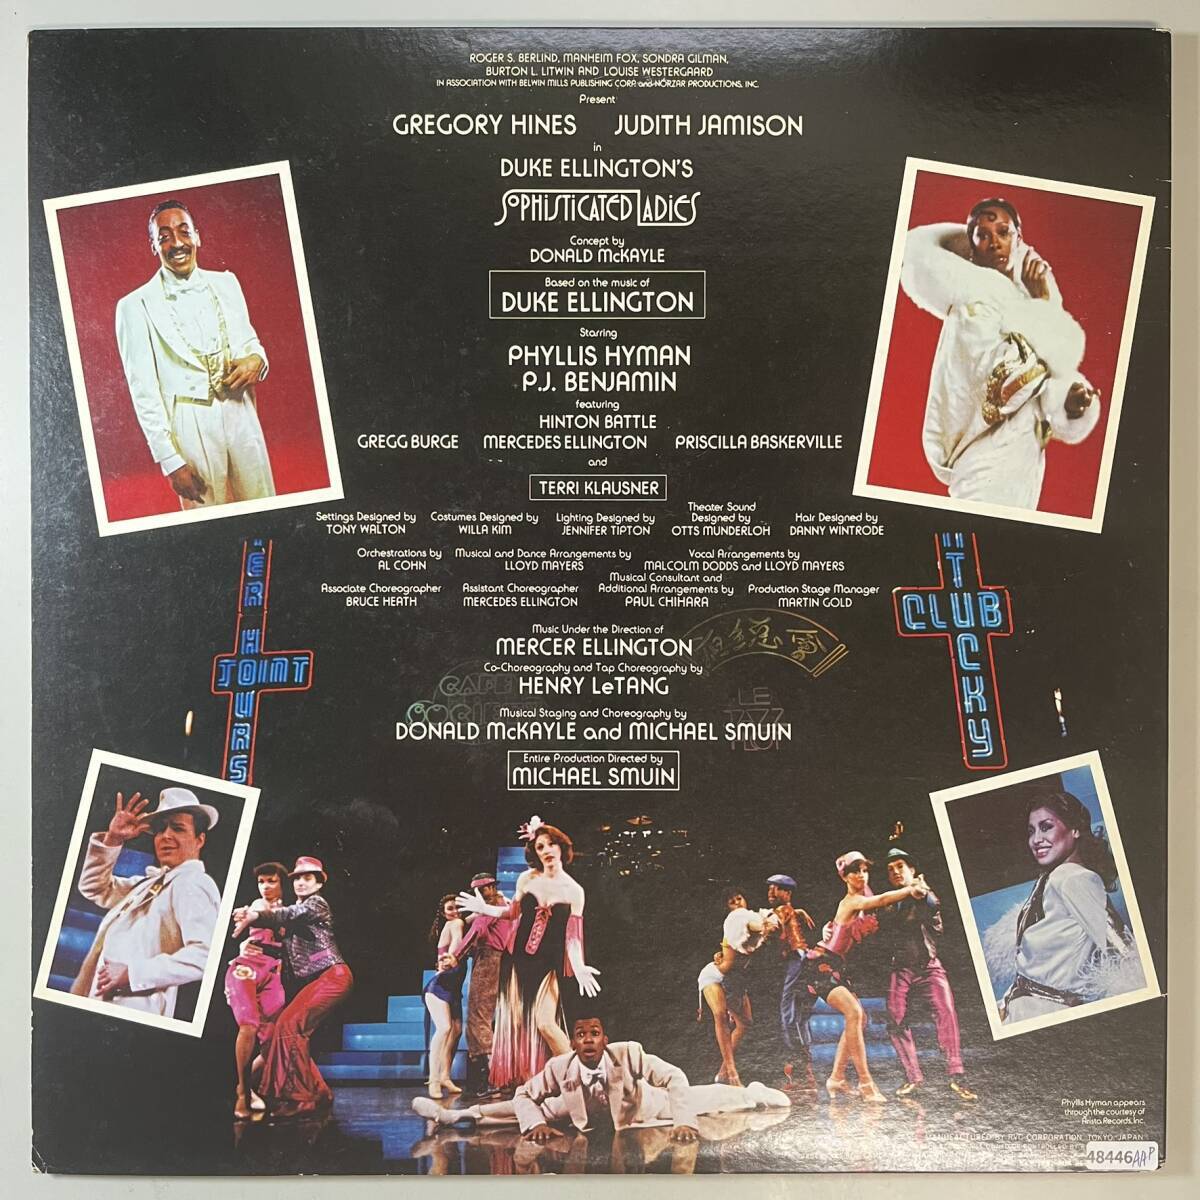 ROGER S. BERLIND, MANHEIM FOX, SONDRA GILMAN,
BURTON L. LITWIN AND LOUISE WESTERGAARD
IN ASSOCIATION WITH BELWIN MILLS PUBLISHING CORP. and NORZAR PRODUCTIONS, INC.
Present
GREGORY HINES JUDITH JAMISON
in
DUKE ELLINGTON'S
SOPHISTICATED LADIES
Concept by
DONALD McKAYLE
Based on the music of
DUKE ELLINGTON
Starring
PHYLLIS HYMAN
P.J. BENJAMIN
featuring
HINTON BATTLE
GREGG BURGE MERCEDES ELLINGTON PRISCILLA BASKERVILLE
and
TERRI KLAUSNER
Settings Designed by
TONY WALTON
Costumes Designed by
WILLA KIM
Lighting Designed by
JENNIFER TIPTON
Theater Sound
Designed by
OTTS MUNDERLOH
Hair Designed by
DANNY WINTRODE
Orchestrations by
AL COHN
Musical and Dance Arrangements by
LLOYD MAYERS
Vocal Arrangements by
MALCOLM DODDS and LLOYD MAYERS
Associate Choreographer
BRUCE HEATH
Assistant Choreographer
MERCEDES ELLINGTON
Musical Consultant and
Additional Arrangements by
PAUL CHIHARA
Production Stage Manager
MARTIN GOLD
Music Under the Direction of
MERCER ELLINGTON
Co-Choreography and Tap Choreography by
HENRY LeTANG
Musical Staging and Choreography by
DONALD McKAYLE and MICHAEL SMUIN
Entire Production Directed by
MICHAEL SMUIN
JOINT
CLUB
TUCKY
CAFE
LE
JAZZ
HOT
Phyllis Hyman appears
through the courtesy of
Arista Records, Inc.
MANUFACTURED BY RVC CORPORATION, TOKYO, JAPAN
48446AAP